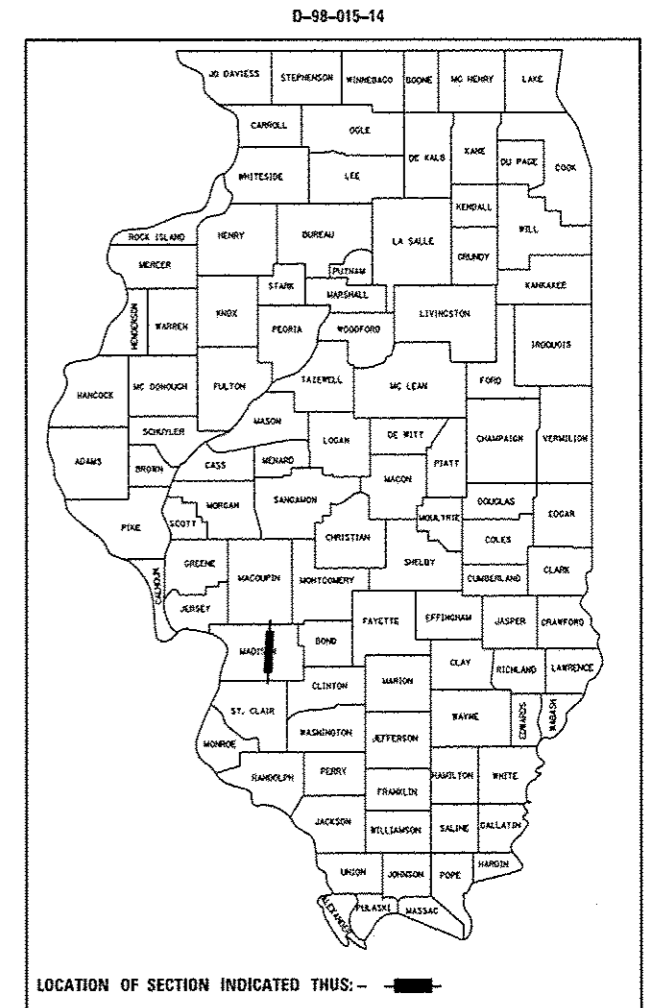 D-98-015-14
JO DAVIESS STEPHENSON WINNEBAGO BOONE MC HENRY LAKE
CARROLL OGLE DE KALB KANE DU PAGE COOK
WHITESIDE LEE
KENDALL WILL
ROCK ISLAND HENRY BUREAU LA SALLE GRUNDY
MERCER PUTNAM KANKAKEE
STARK MARSHALL
HENDERSON WARREN KNOX PEORIA WOODFORD LIVINGSTON IROQUOIS
HANCOCK MC DONOUGH FULTON TAZEWELL MC LEAN FORD
MASON
SCHUYLER LOGAN DE WITT CHAMPAIGN VERMILION
ADAMS BROWN CASS MENARD MACON PIATT
MORGAN SANGAMON DOUGLAS EDGAR
PIKE SCOTT CHRISTIAN MOULTRIE COLES
GREENE SHELBY CLARK
CALHOUN MACOUPIN MONTGOMERY CUMBERLAND
JERSEY FAYETTE EFFINGHAM JASPER CRAWFORD
MADISON BOND CLAY RICHLAND LAWRENCE
CLINTON MARION
ST. CLAIR WAYNE EDWARDS WABASH
MONROE WASHINGTON JEFFERSON
RANDOLPH PERRY HAMILTON WHITE
FRANKLIN
JACKSON WILLIAMSON SALINE GALLATIN
UNION JOHNSON POPE HARDIN
ALEXANDER PULASKI MASSAC
LOCATION OF SECTION INDICATED THUS: -